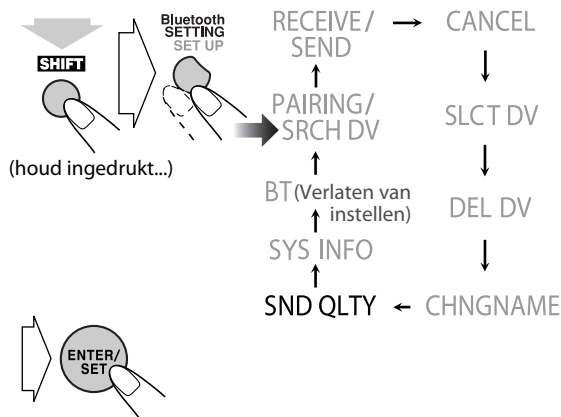 Bluetooth
SETTING
SET UP
SHIFT
(houd ingedrukt...)
RECEIVE/
SEND
CANCEL
PAIRING/
SRCH DV
SLCT DV
BT (Verlaten van
instellen)
DEL DV
SYS INFO
SND QLTY
CHNGNAME
ENTER/
SET